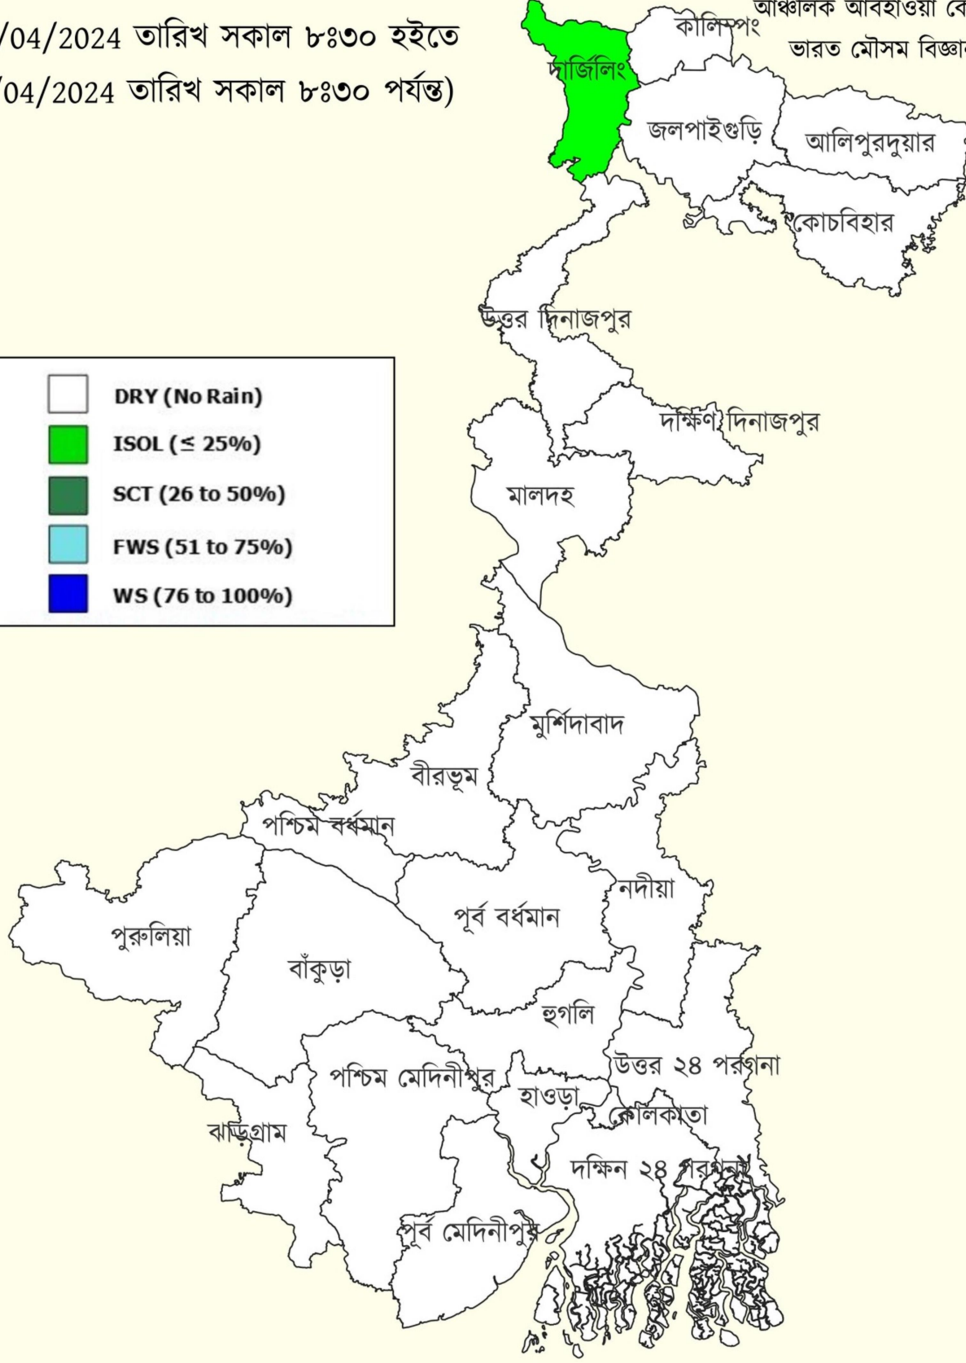 আঞ্চলিক আবহাওয়া
ভারত মৌসম
/04/2024 তারিখ সকাল ৮ঃ৩০ হইতে
/04/2024 তারিখ সকাল ৮ঃ৩০ পর্যন্ত)
কালিম্পং
দার্জিলিং
জলপাইগুড়ি
আলিপুরদুয়ার
কোচবিহার
উত্তর দিনাজপুর
DRY (No Rain)
ISOL (≤ 25%)
SCT (26 to 50%)
FWS (51 to 75%)
WS (76 to 100%)
দক্ষিণ দিনাজপুর
মালদহ
মুর্শিদাবাদ
বীরভূম
পশ্চিম বর্ধমান
নদীয়া
পূর্ব বর্ধমান
পুরুলিয়া
বাঁকুড়া
হুগলি
উত্তর ২৪ পরগনা
পশ্চিম মেদিনীপুর
হাওড়া
কোলকাতা
ঝাড়গ্রাম
দক্ষিন ২৪ পরগনা
পূর্ব মেদিনীপুর